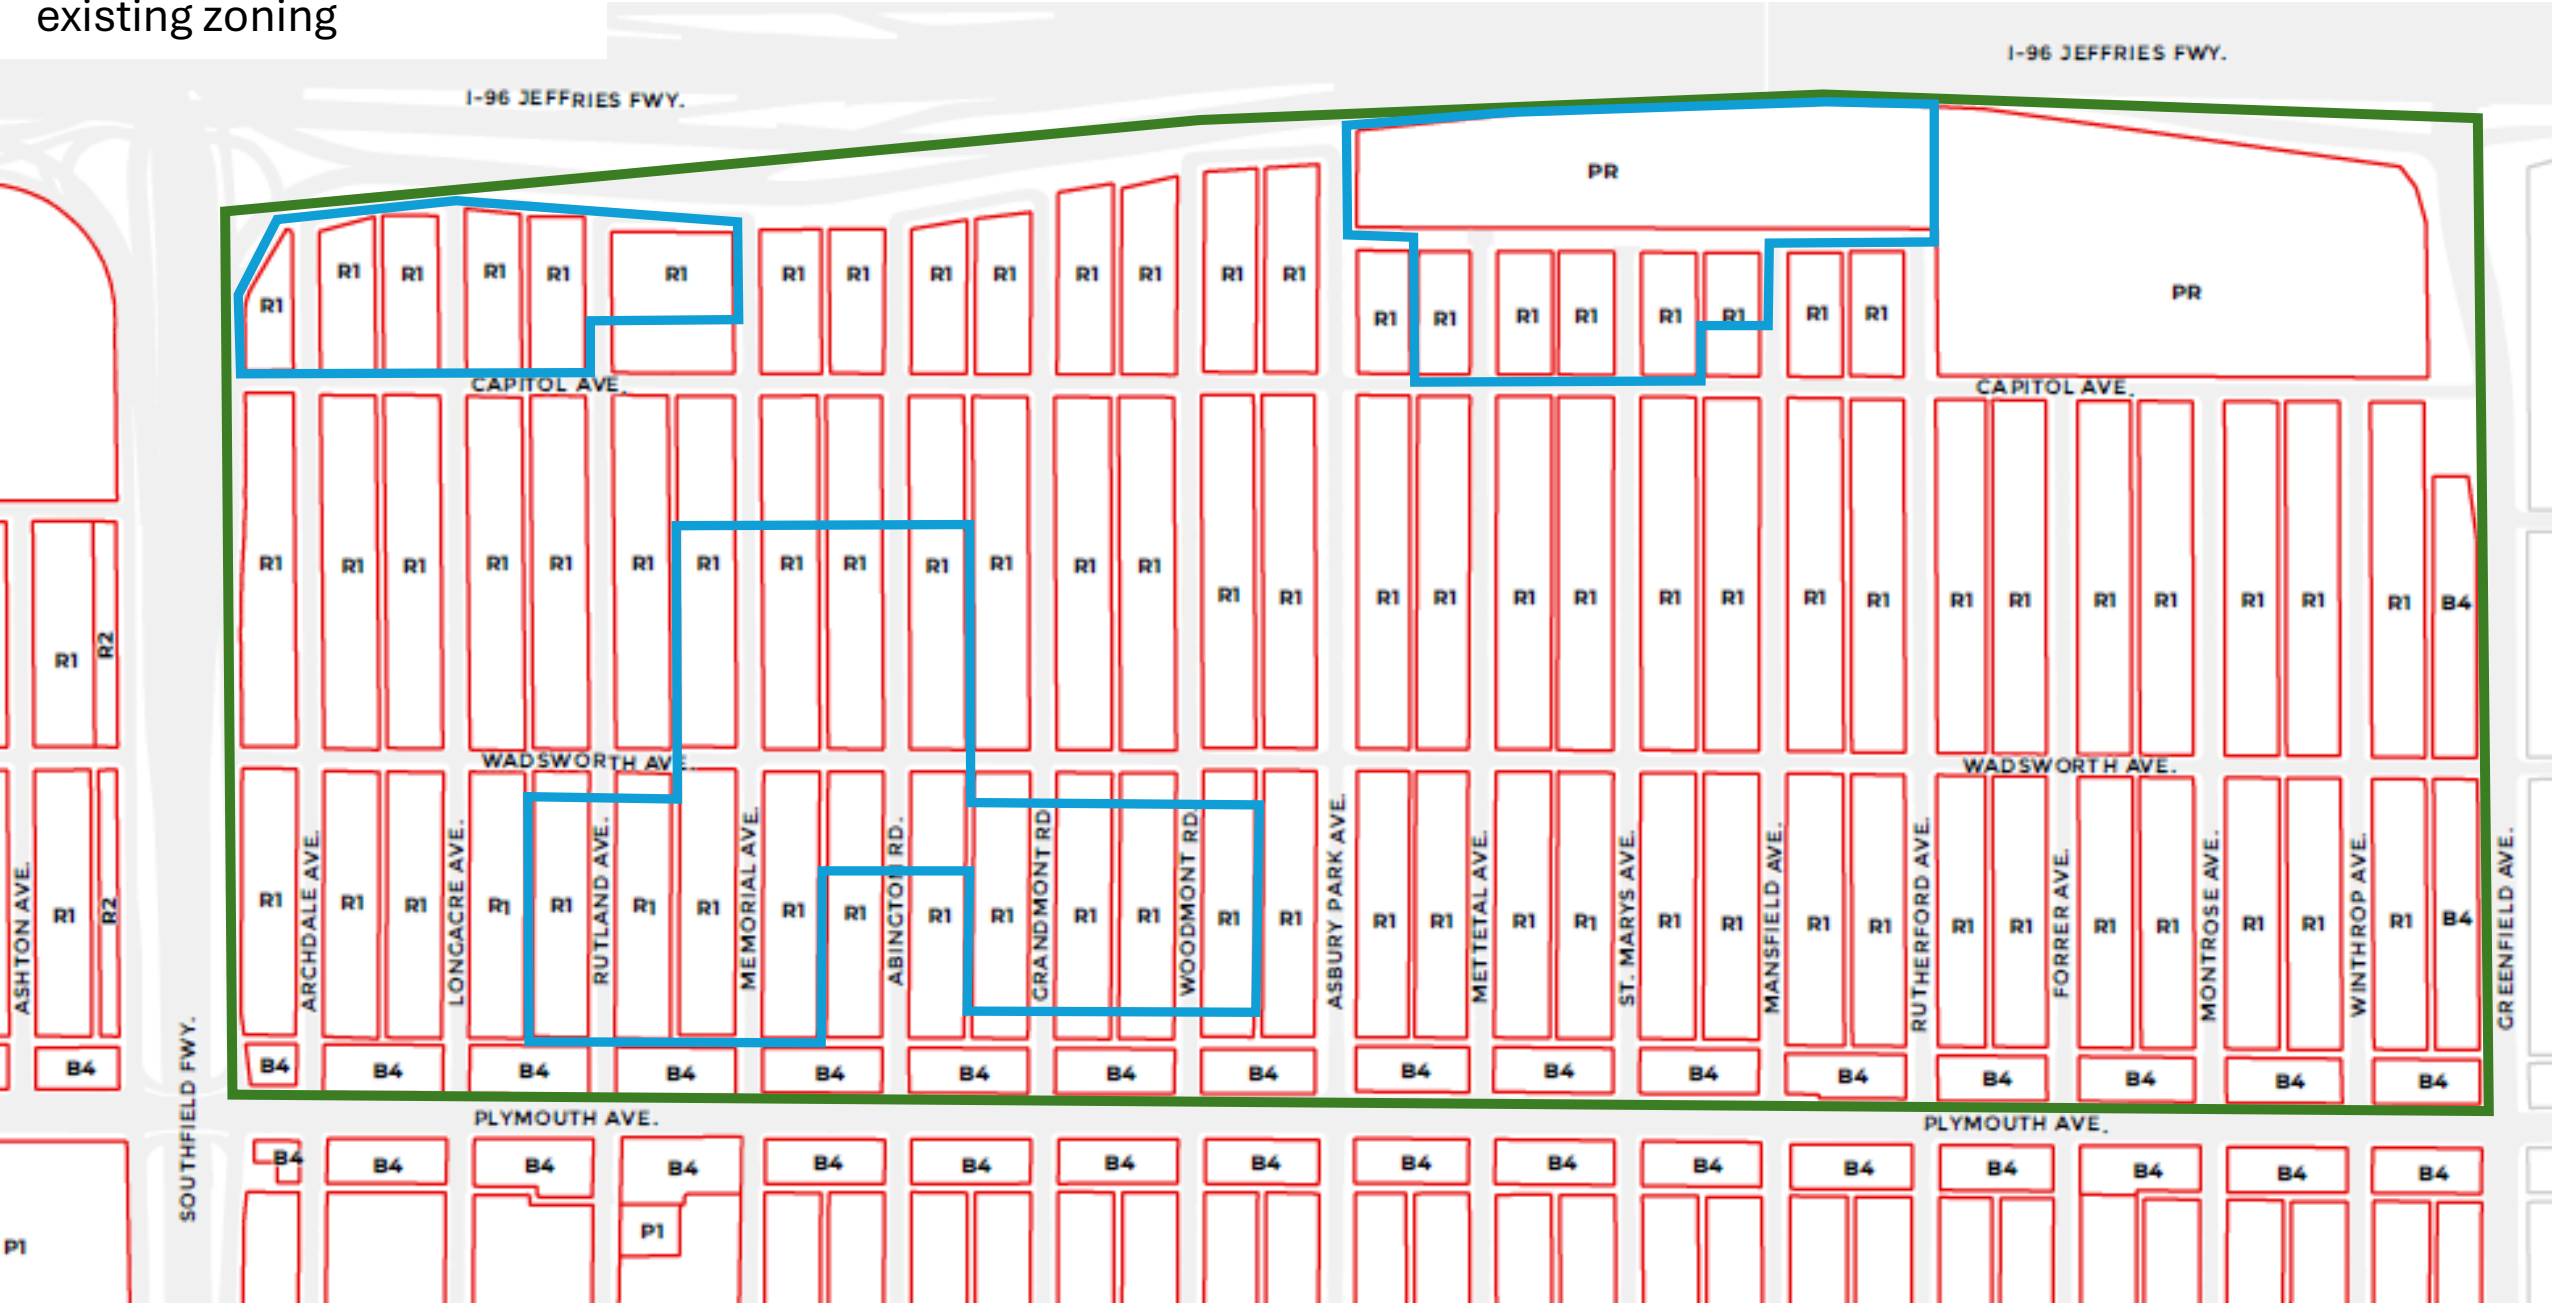 existing zoning
I-96 JEFFRIES FWY.
I-96 JEFFRIES FWY.
PR
PR
R1 R1 R1 R1 R1 R1 R1 R1 R1 R1 R1 R1 R1 R1
R1
R1 R1 R1 R1 R1 R1 R1 R1
CAPITOL AVE.
CAPITOL AVE.
R1 R1 R1 R1 R1 R1 R1 R1 R1 R1 R1 R1 R1
R1 R1 R1 R1 R1 R1 R1 R1 R1 R1 R1 R1 R1 R1 R1 R1 R1 B4
R1 R2
WADSWORTH AVE.
WADSWORTH AVE.
R1 R2
R1 R1 R1 R1 R1 R1 R1 R1 R1 R1 R1 R1 R1 R1 R1
R1 R1 R1 R1 R1 R1 R1 R1 R1 R1 R1 R1 R1 R1 R1 B4
ASHTON AVE.
SOUTHFIELD FWY.
ARCHDALE AVE.
LONGACRE AVE.
RUTLAND AVE.
MEMORIAL AVE.
ABINGTON RD.
GRANDMONT RD
WOODMONT RD.
ASBURY PARK AVE.
METTETAL AVE.
ST. MARYS AVE.
MANSFIELD AVE.
RUTHERFORD AVE.
FORRER AVE.
MONTROSE AVE.
WINTHROP AVE.
GREENFIELD AVE.
B4 B4 B4 B4 B4 B4 B4 B4 B4 B4 B4 B4 B4 B4 B4 B4 B4
PLYMOUTH AVE.
PLYMOUTH AVE.
B4 B4 B4 B4 B4 B4 B4 B4 B4 B4 B4 B4 B4 B4 B4 B4
P1
P1